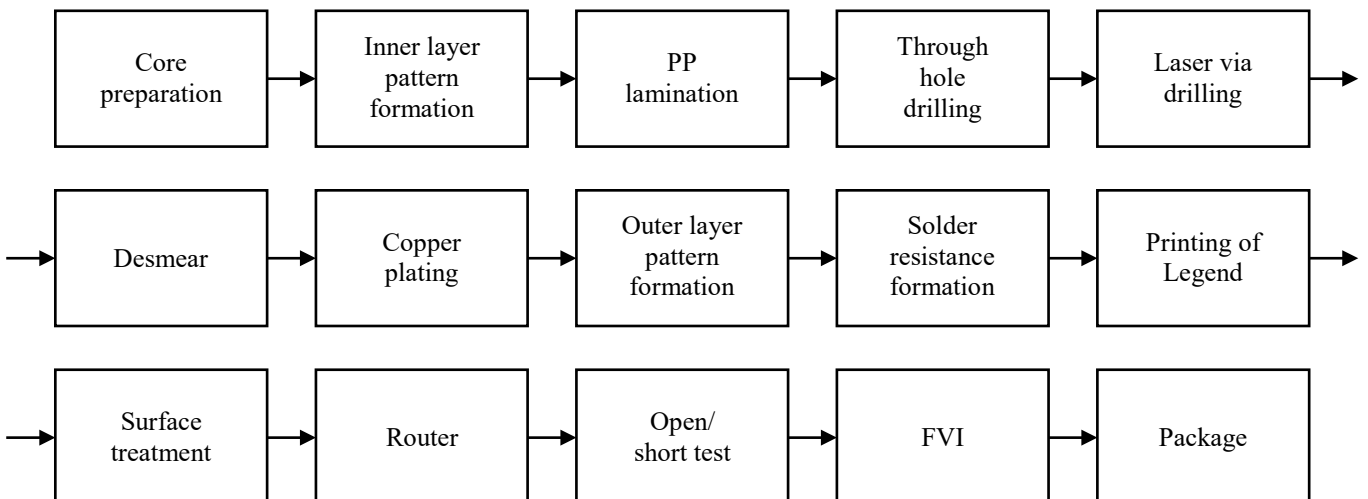 Core
preparation
Inner layer
pattern
formation
PP
lamination
Through
hole
drilling
Laser via
drilling
Desmear
Copper
plating
Outer layer
pattern
formation
Solder
resistance
formation
Printing of
Legend
Surface
treatment
Router
Open/
short test
FVI
Package